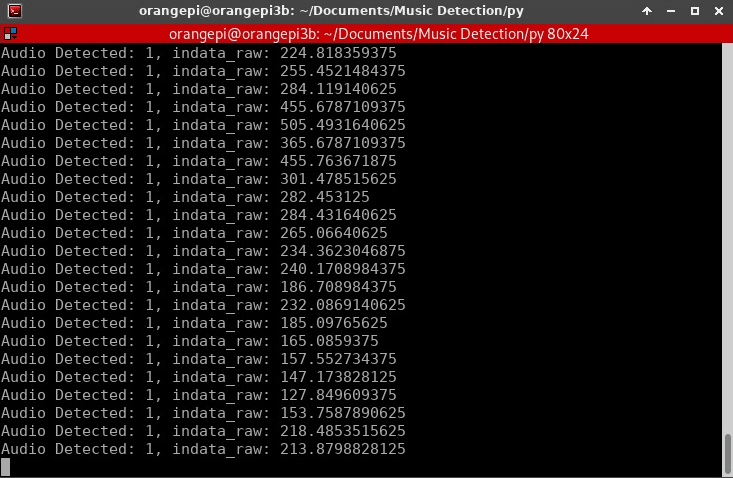 orangepi@orangepi3b: ~/Documents/Music Detection/py
orangepi@orangepi3b: ~/Documents/Music Detection/py 80x24
Audio Detected: 1, indata_raw: 224.818359375
Audio Detected: 1, indata_raw: 255.4521484375
Audio Detected: 1, indata_raw: 284.119140625
Audio Detected: 1, indata_raw: 455.6787109375
Audio Detected: 1, indata_raw: 505.4931640625
Audio Detected: 1, indata_raw: 365.6787109375
Audio Detected: 1, indata_raw: 455.763671875
Audio Detected: 1, indata_raw: 301.478515625
Audio Detected: 1, indata_raw: 282.453125
Audio Detected: 1, indata_raw: 284.431640625
Audio Detected: 1, indata_raw: 265.06640625
Audio Detected: 1, indata_raw: 234.3623046875
Audio Detected: 1, indata_raw: 240.1708984375
Audio Detected: 1, indata_raw: 186.708984375
Audio Detected: 1, indata_raw: 232.0869140625
Audio Detected: 1, indata_raw: 185.09765625
Audio Detected: 1, indata_raw: 165.0859375
Audio Detected: 1, indata_raw: 157.552734375
Audio Detected: 1, indata_raw: 147.173828125
Audio Detected: 1, indata_raw: 127.849609375
Audio Detected: 1, indata_raw: 153.7587890625
Audio Detected: 1, indata_raw: 218.4853515625
Audio Detected: 1, indata_raw: 213.8798828125